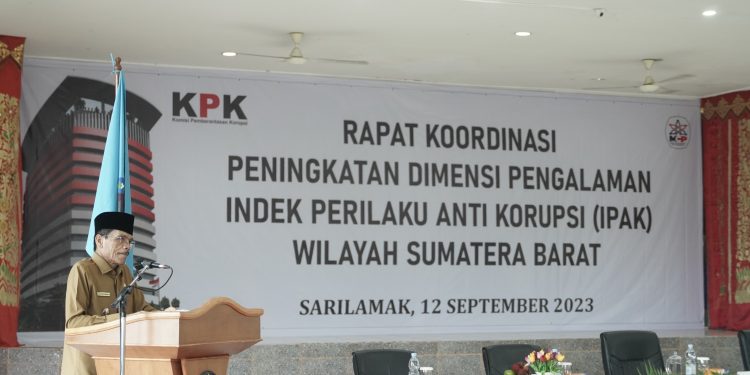 KPK
Komisi Pemberantasan Korupsi
RAPAT KOORDINASI
PENINGKATAN DIMENSI PENGALAMAN
INDEK PERILAKU ANTI KORUPSI (IPAK)
WILAYAH SUMATERA BARAT
SARILAMAK, 12 SEPTEMBER 2023